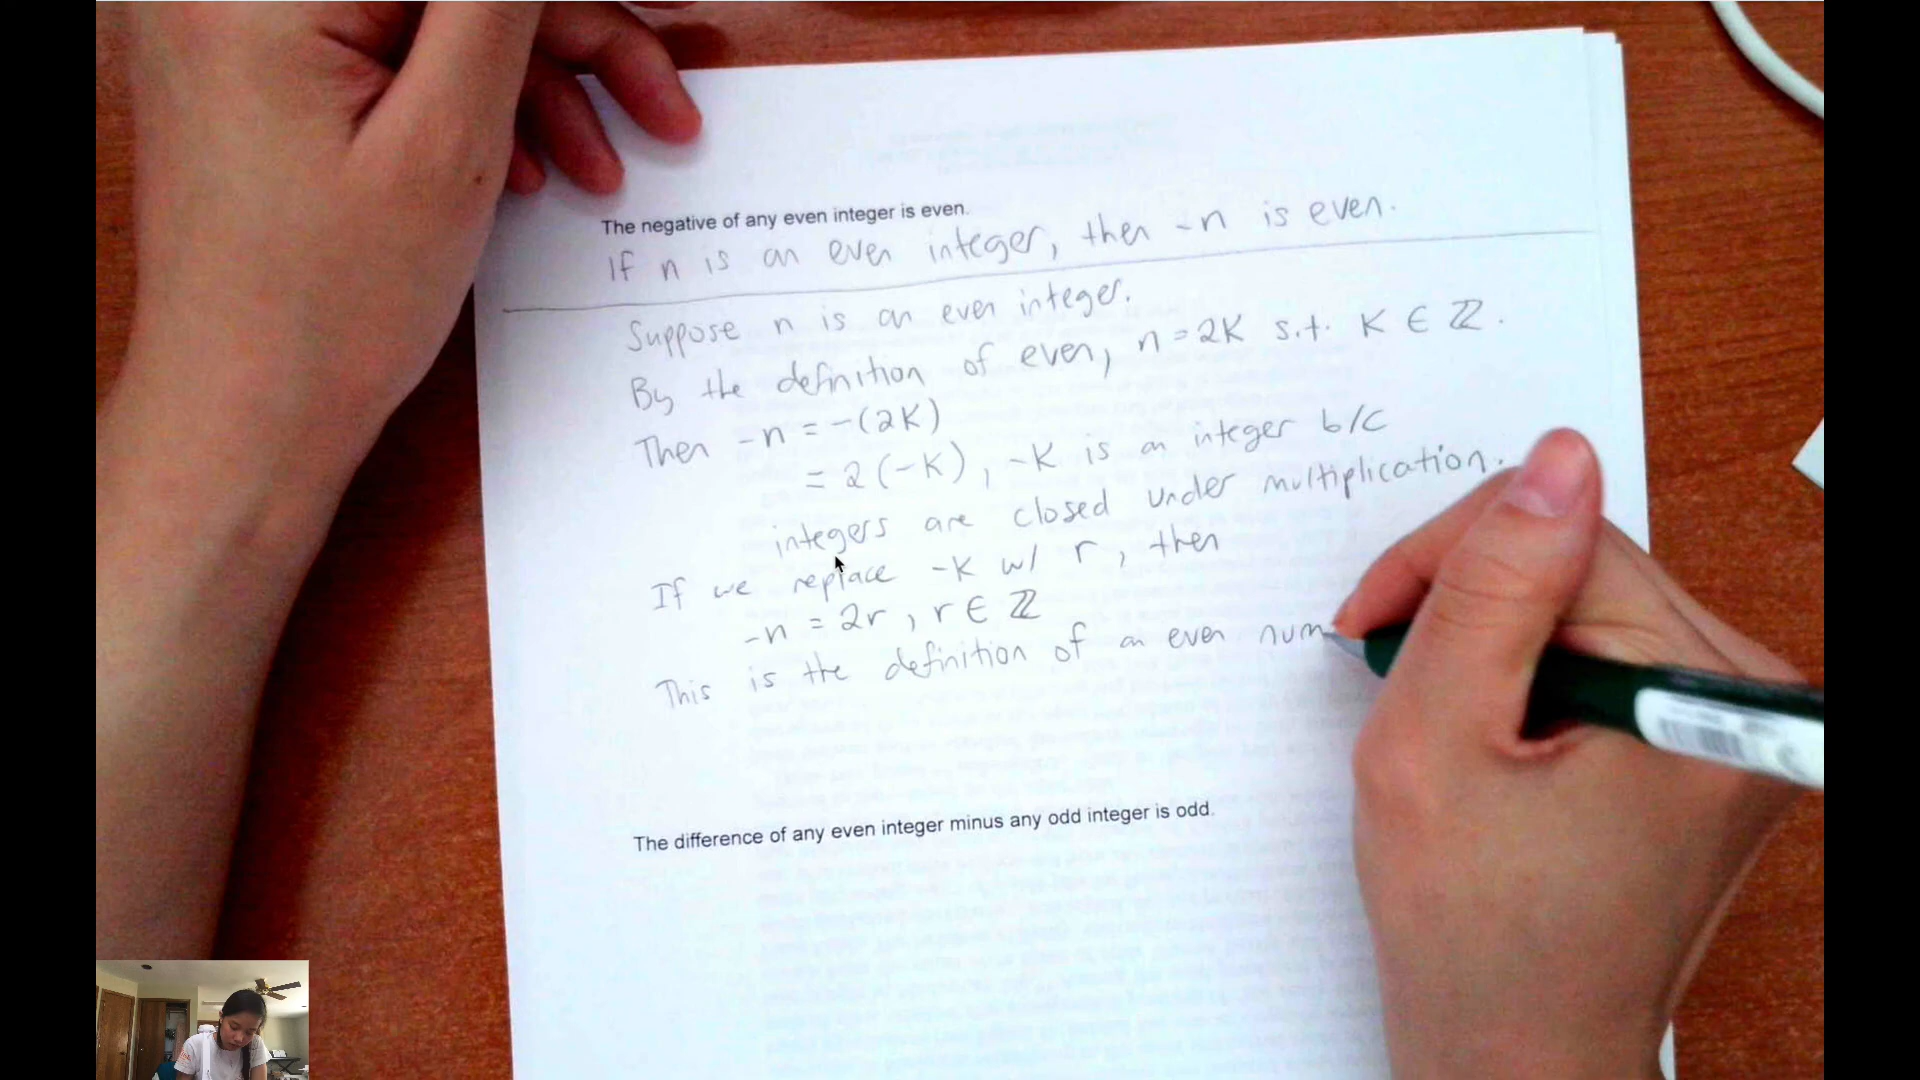 The negative of any even integer is even.
If n is an even integer, then -n is even.
Suppose n is an even integer.
By the definition of even, n = 2K s.t. K ∈ ℤ.
Then -n = -(2K)
= 2(-K), -K is an integer b/c
integers are closed under multiplication.
If we replace -K w/ r, then
-n = 2r, r ∈ ℤ
This is the definition of an even num
The difference of any even integer minus any odd integer is odd.